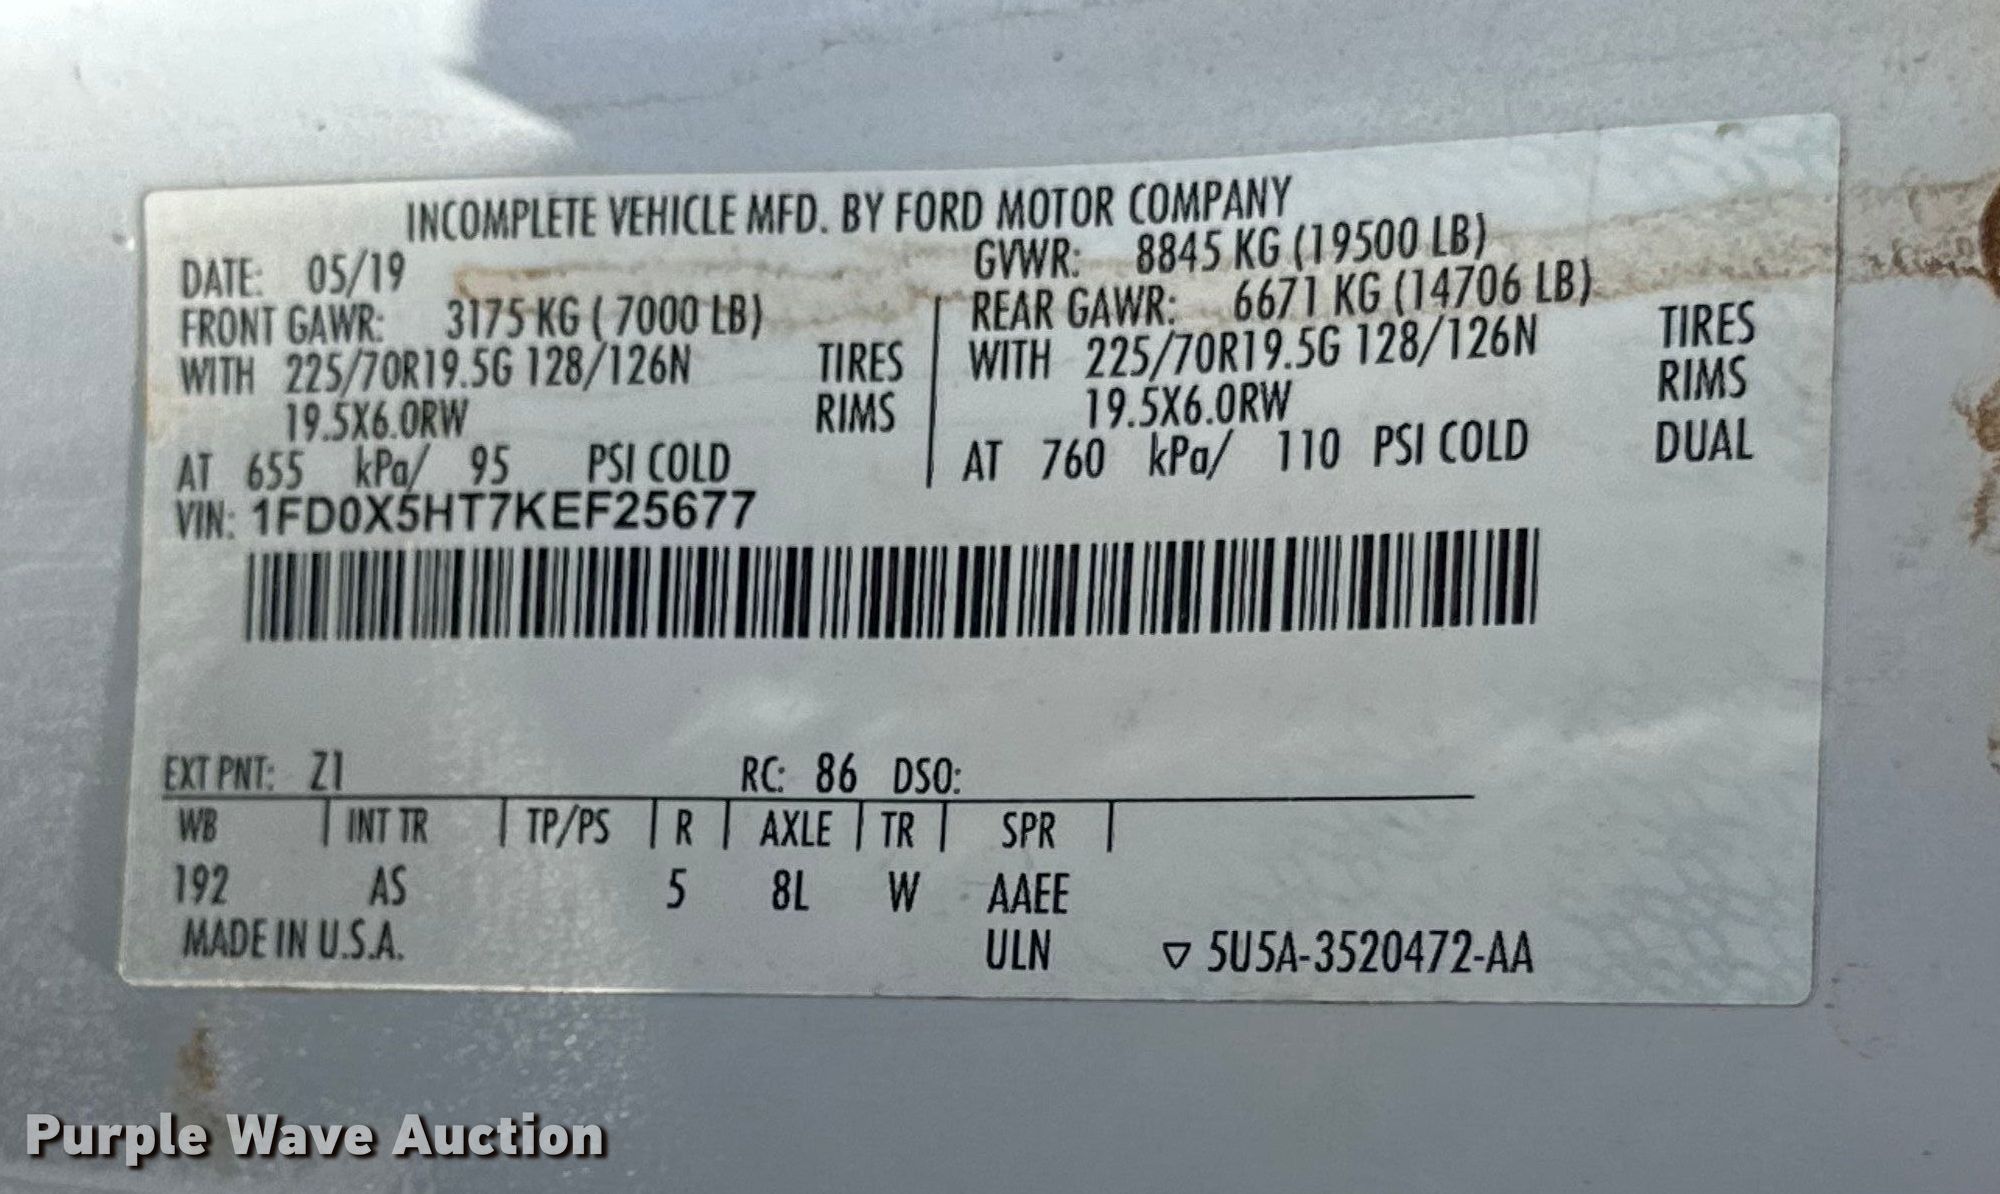 INCOMPLETE VEHICLE MFD. BY FORD MOTOR COMPANY
DATE: 05/19 GVWR: 8845 KG (19500 LB)
FRONT GAWR: 3175 KG ( 7000 LB) REAR GAWR: 6671 KG (14706 LB)
WITH 225/70R19.5G 128/126N TIRES WITH 225/70R19.5G 128/126N TIRES
19.5X6.0RW RIMS 19.5X6.0RW RIMS
AT 655 kPa/ 95 PSI COLD AT 760 kPa/ 110 PSI COLD DUAL
VIN: 1FD0X5HT7KEF25677
EXT PNT: Z1 RC: 86 DSO:
WB INT TR TP/PS R AXLE TR SPR
192 AS 5 8L W AAEE
MADE IN U.S.A. ULN ▽ 5U5A-3520472-AA
Purple Wave Auction